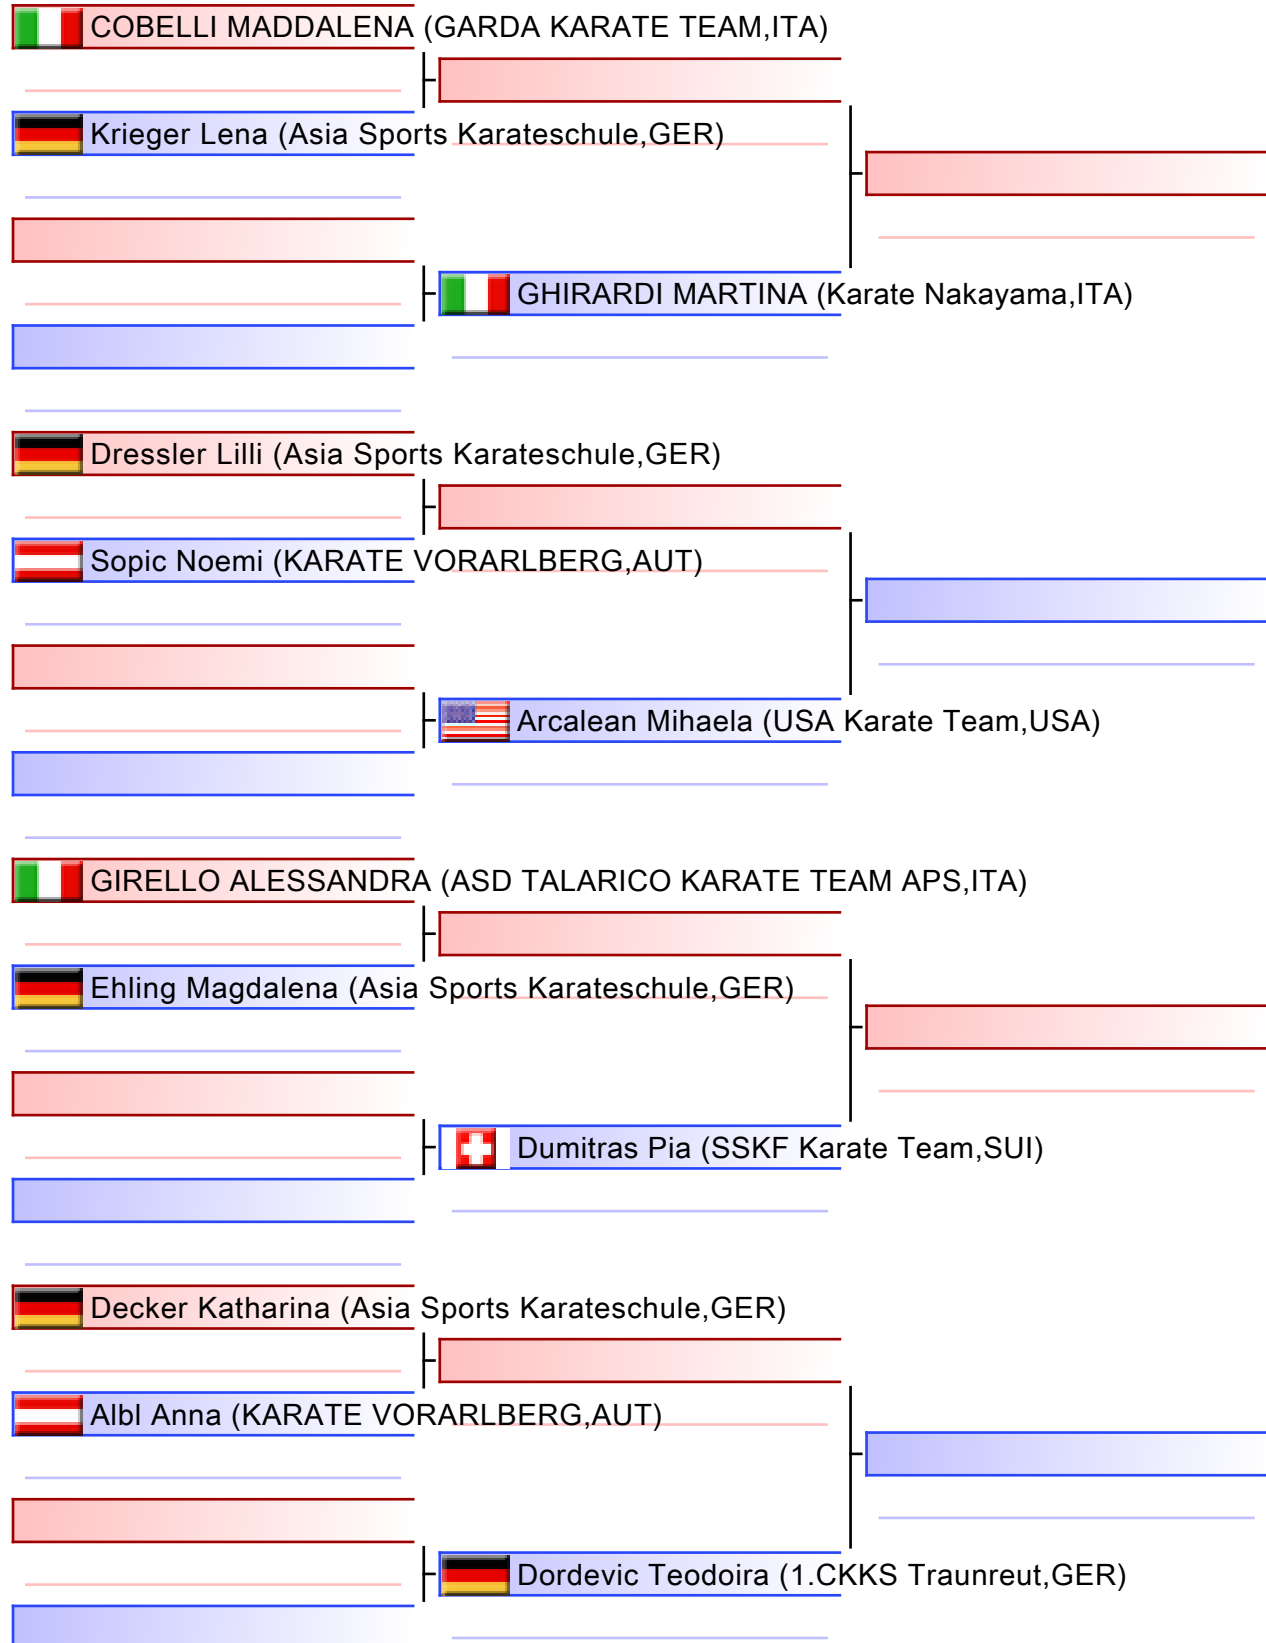 COBELLI MADDALENA (GARDA KARATE TEAM,ITA)
Krieger Lena (Asia Sports Karateschule,GER)
GHIRARDI MARTINA (Karate Nakayama,ITA)
Dressler Lilli (Asia Sports Karateschule,GER)
Sopic Noemi (KARATE VORARLBERG,AUT)
Arcalean Mihaela (USA Karate Team,USA)
GIRELLO ALESSANDRA (ASD TALARICO KARATE TEAM APS,ITA)
Ehling Magdalena (Asia Sports Karateschule,GER)
Dumitras Pia (SSKF Karate Team,SUI)
Decker Katharina (Asia Sports Karateschule,GER)
Albl Anna (KARATE VORARLBERG,AUT)
Dordevic Teodoira (1.CKKS Traunreut,GER)